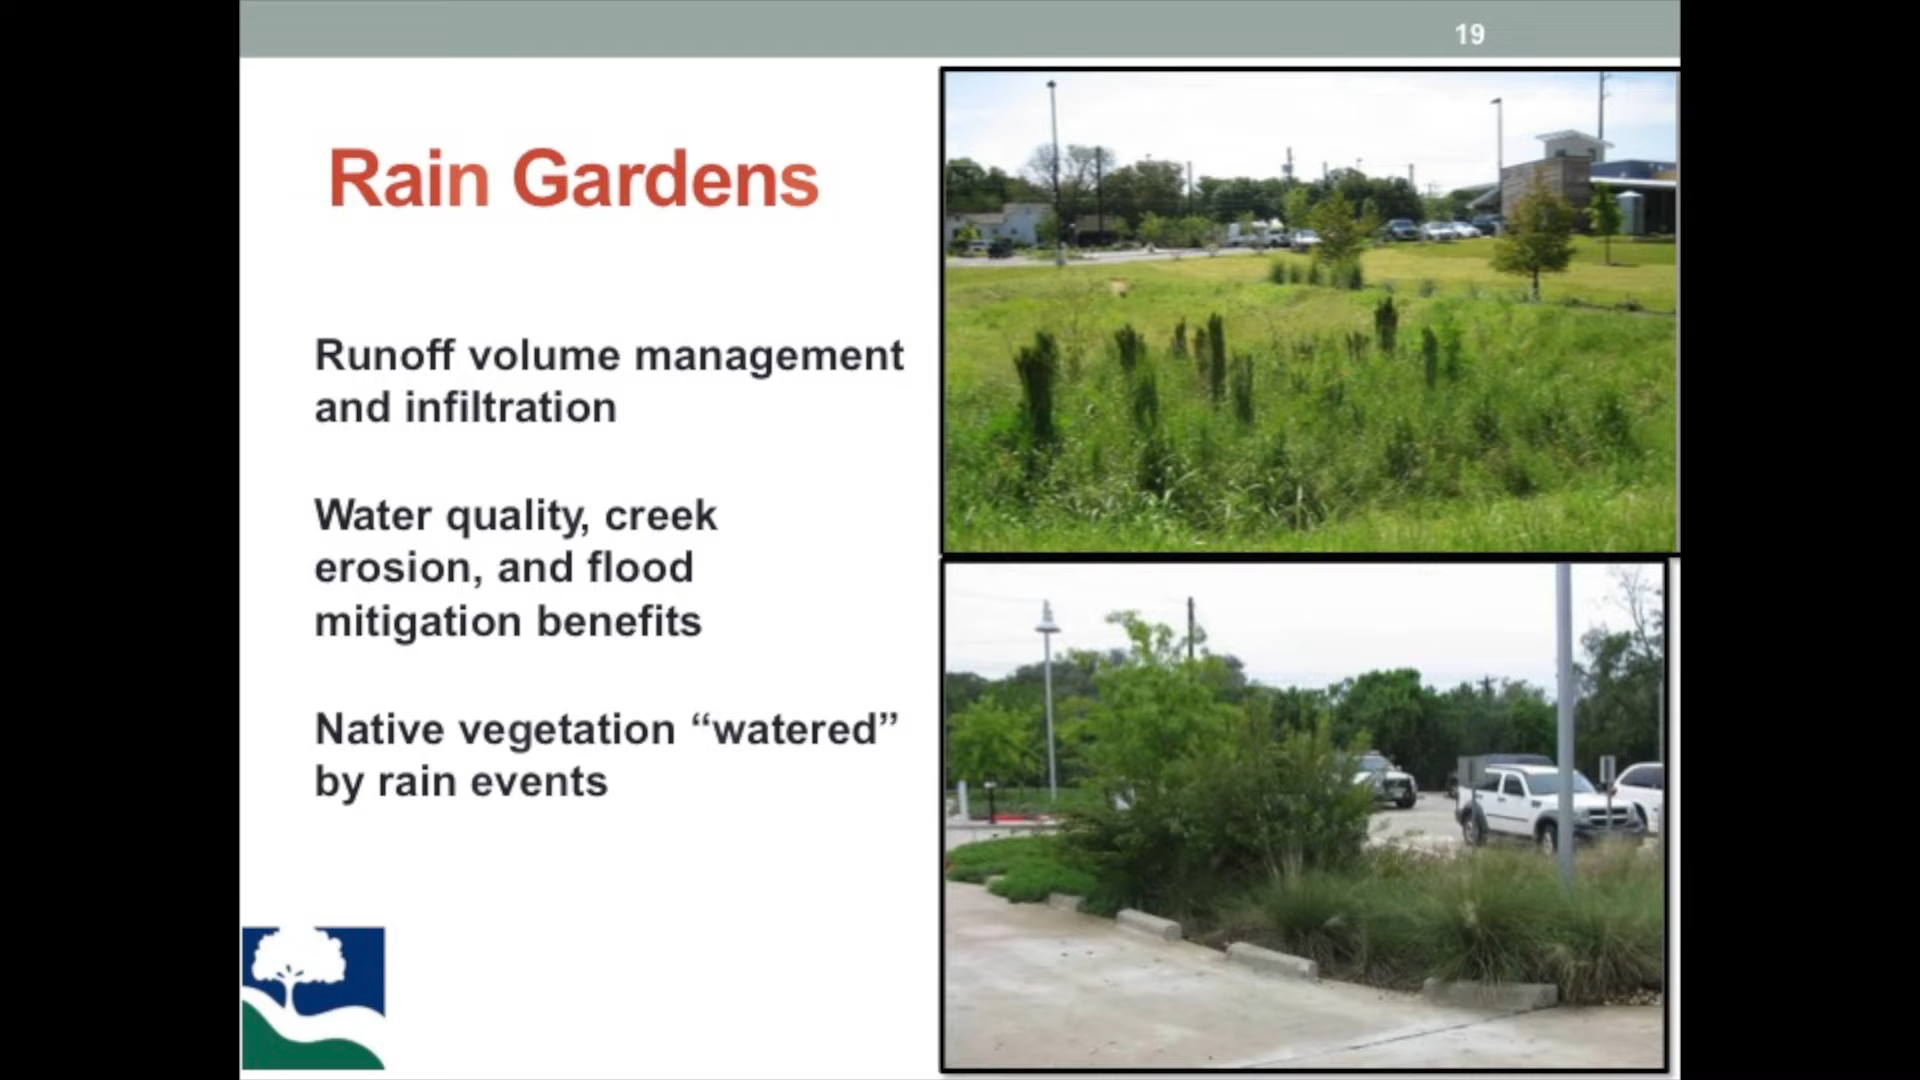 19
Rain Gardens
Runoff volume management
and infiltration
Water quality, creek
erosion, and flood
mitigation benefits
Native vegetation “watered”
by rain events